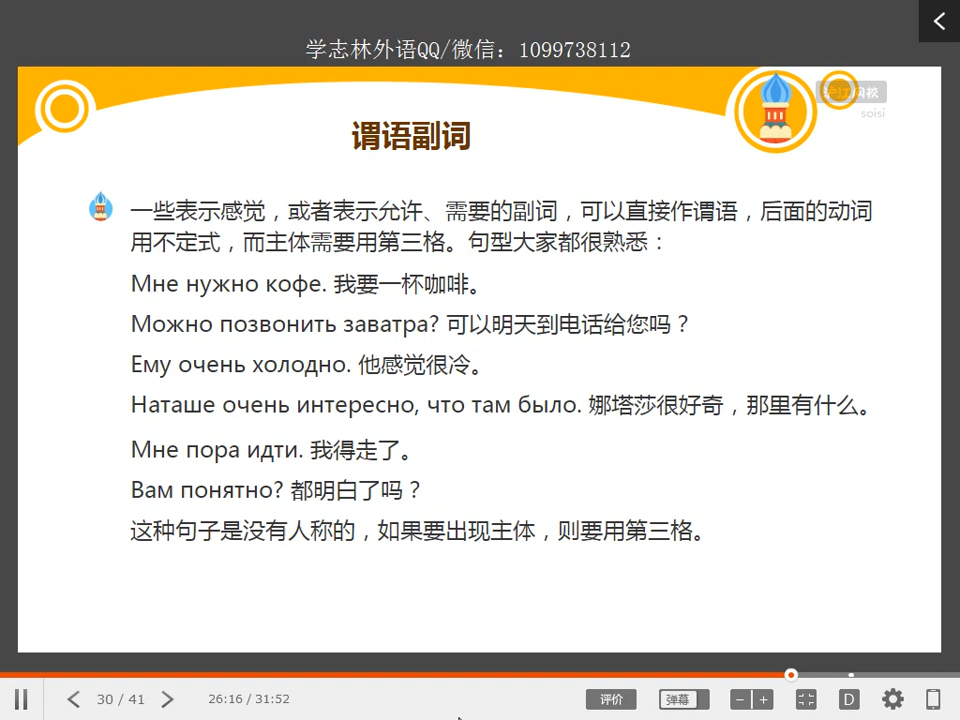 学志林外语QQ/微信：1099738112
沪江网校
soisi
谓语副词
一些表示感觉，或者表示允许、需要的副词，可以直接作谓语，后面的动词
用不定式，而主体需要用第三格。句型大家都很熟悉：
Мне нужно кофе. 我要一杯咖啡。
Можно позвонить заватра? 可以明天到电话给您吗？
Ему очень холодно. 他感觉很冷。
Наташе очень интересно, что там было. 娜塔莎很好奇，那里有什么。
Мне пора идти. 我得走了。
Вам понятно? 都明白了吗？
这种句子是没有人称的，如果要出现主体，则要用第三格。
30 / 41
26:16 / 31:52
评价
弹幕
D